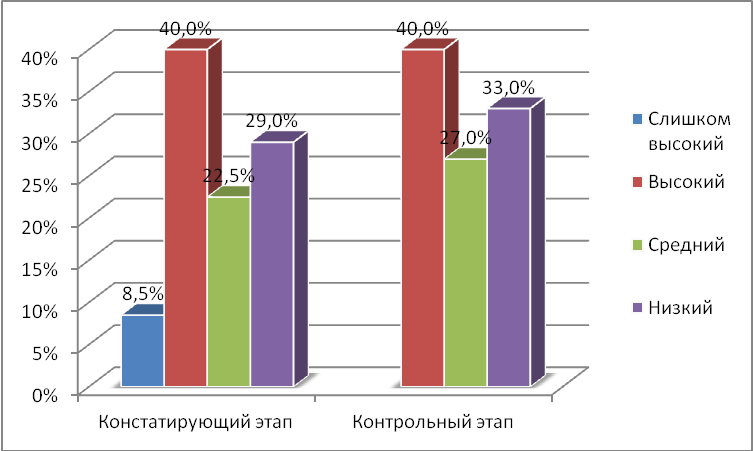 40,0%
40,0%
40%
35%
33,0%
30%
29,0%
27,0%
25%
22,5%
20%
15%
10%
8,5%
5%
0%
Констатирующий этап
Контрольный этап
Слишком
высокий
Высокий
Средний
Низкий